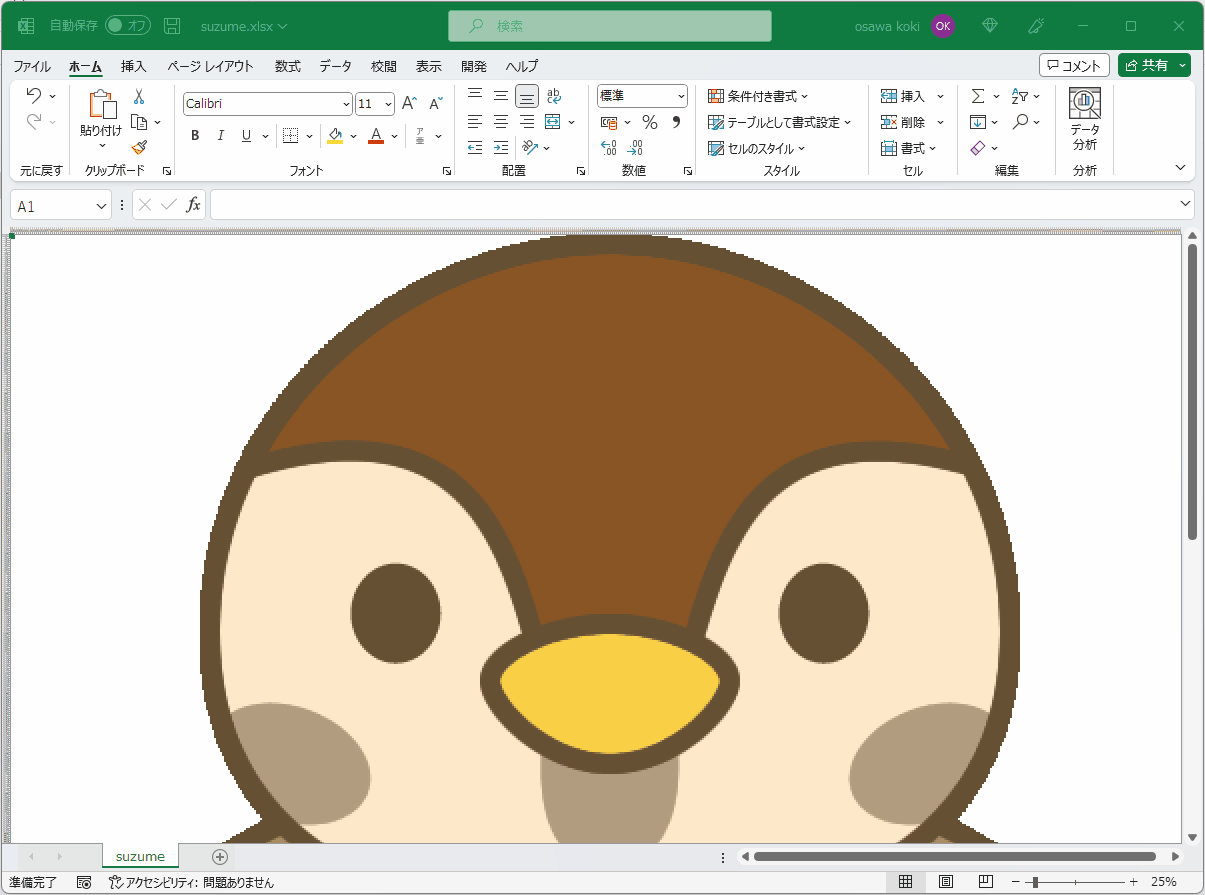 自動保存 オフ suzume.xlsx 検索 osawa koki OK
ファイル ホーム 挿入 ページ レイアウト 数式 データ 校閲 表示 開発 ヘルプ コメント 共有
貼り付け
Calibri 11 A A ab c
B I U A ア 亜
標準
% 9 .00 .00
条件付き書式
テーブルとして書式設定
セルのスタイル
挿入
削除
書式
Σ A Z
データ
分析
元に戻す クリップボード フォント 配置 数値 スタイル セル 編集 分析
A1 fx
suzume
準備完了 アクセシビリティ: 問題ありません 25%